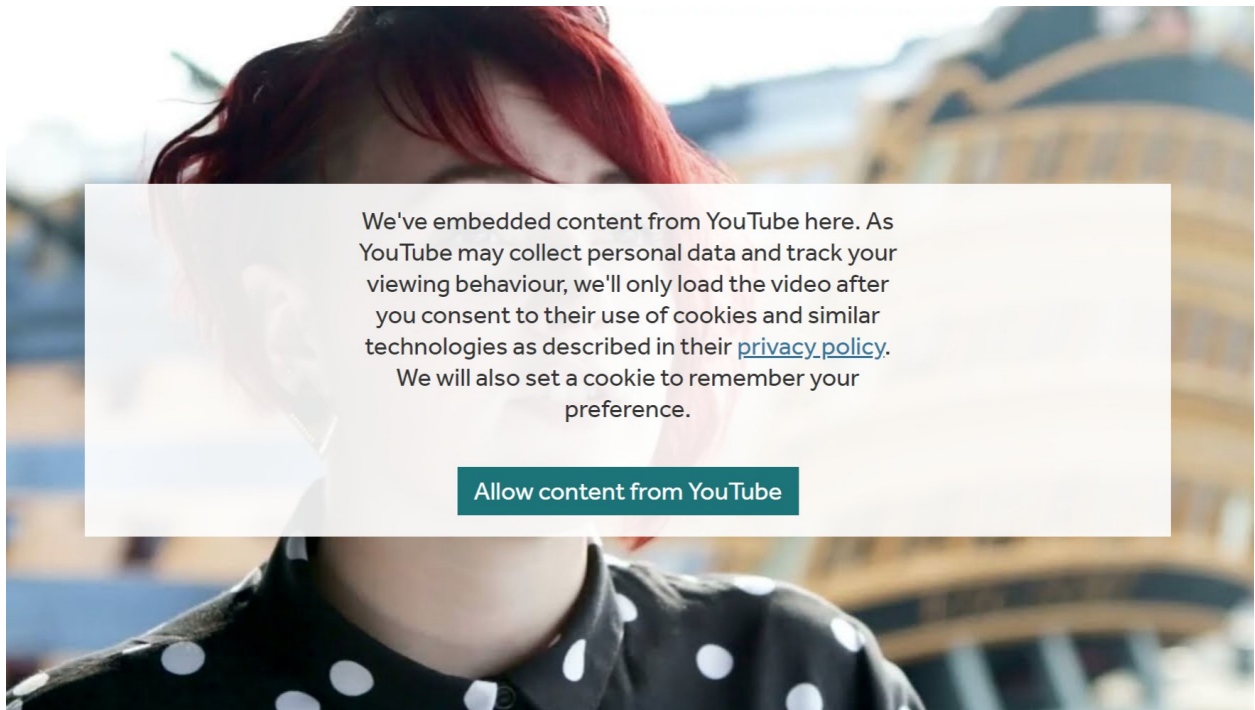 We've embedded content from YouTube here. As
YouTube may collect personal data and track your
viewing behaviour, we'll only load the video after
you consent to their use of cookies and similar
technologies as described in their privacy policy.
We will also set a cookie to remember your
preference.
Allow content from YouTube